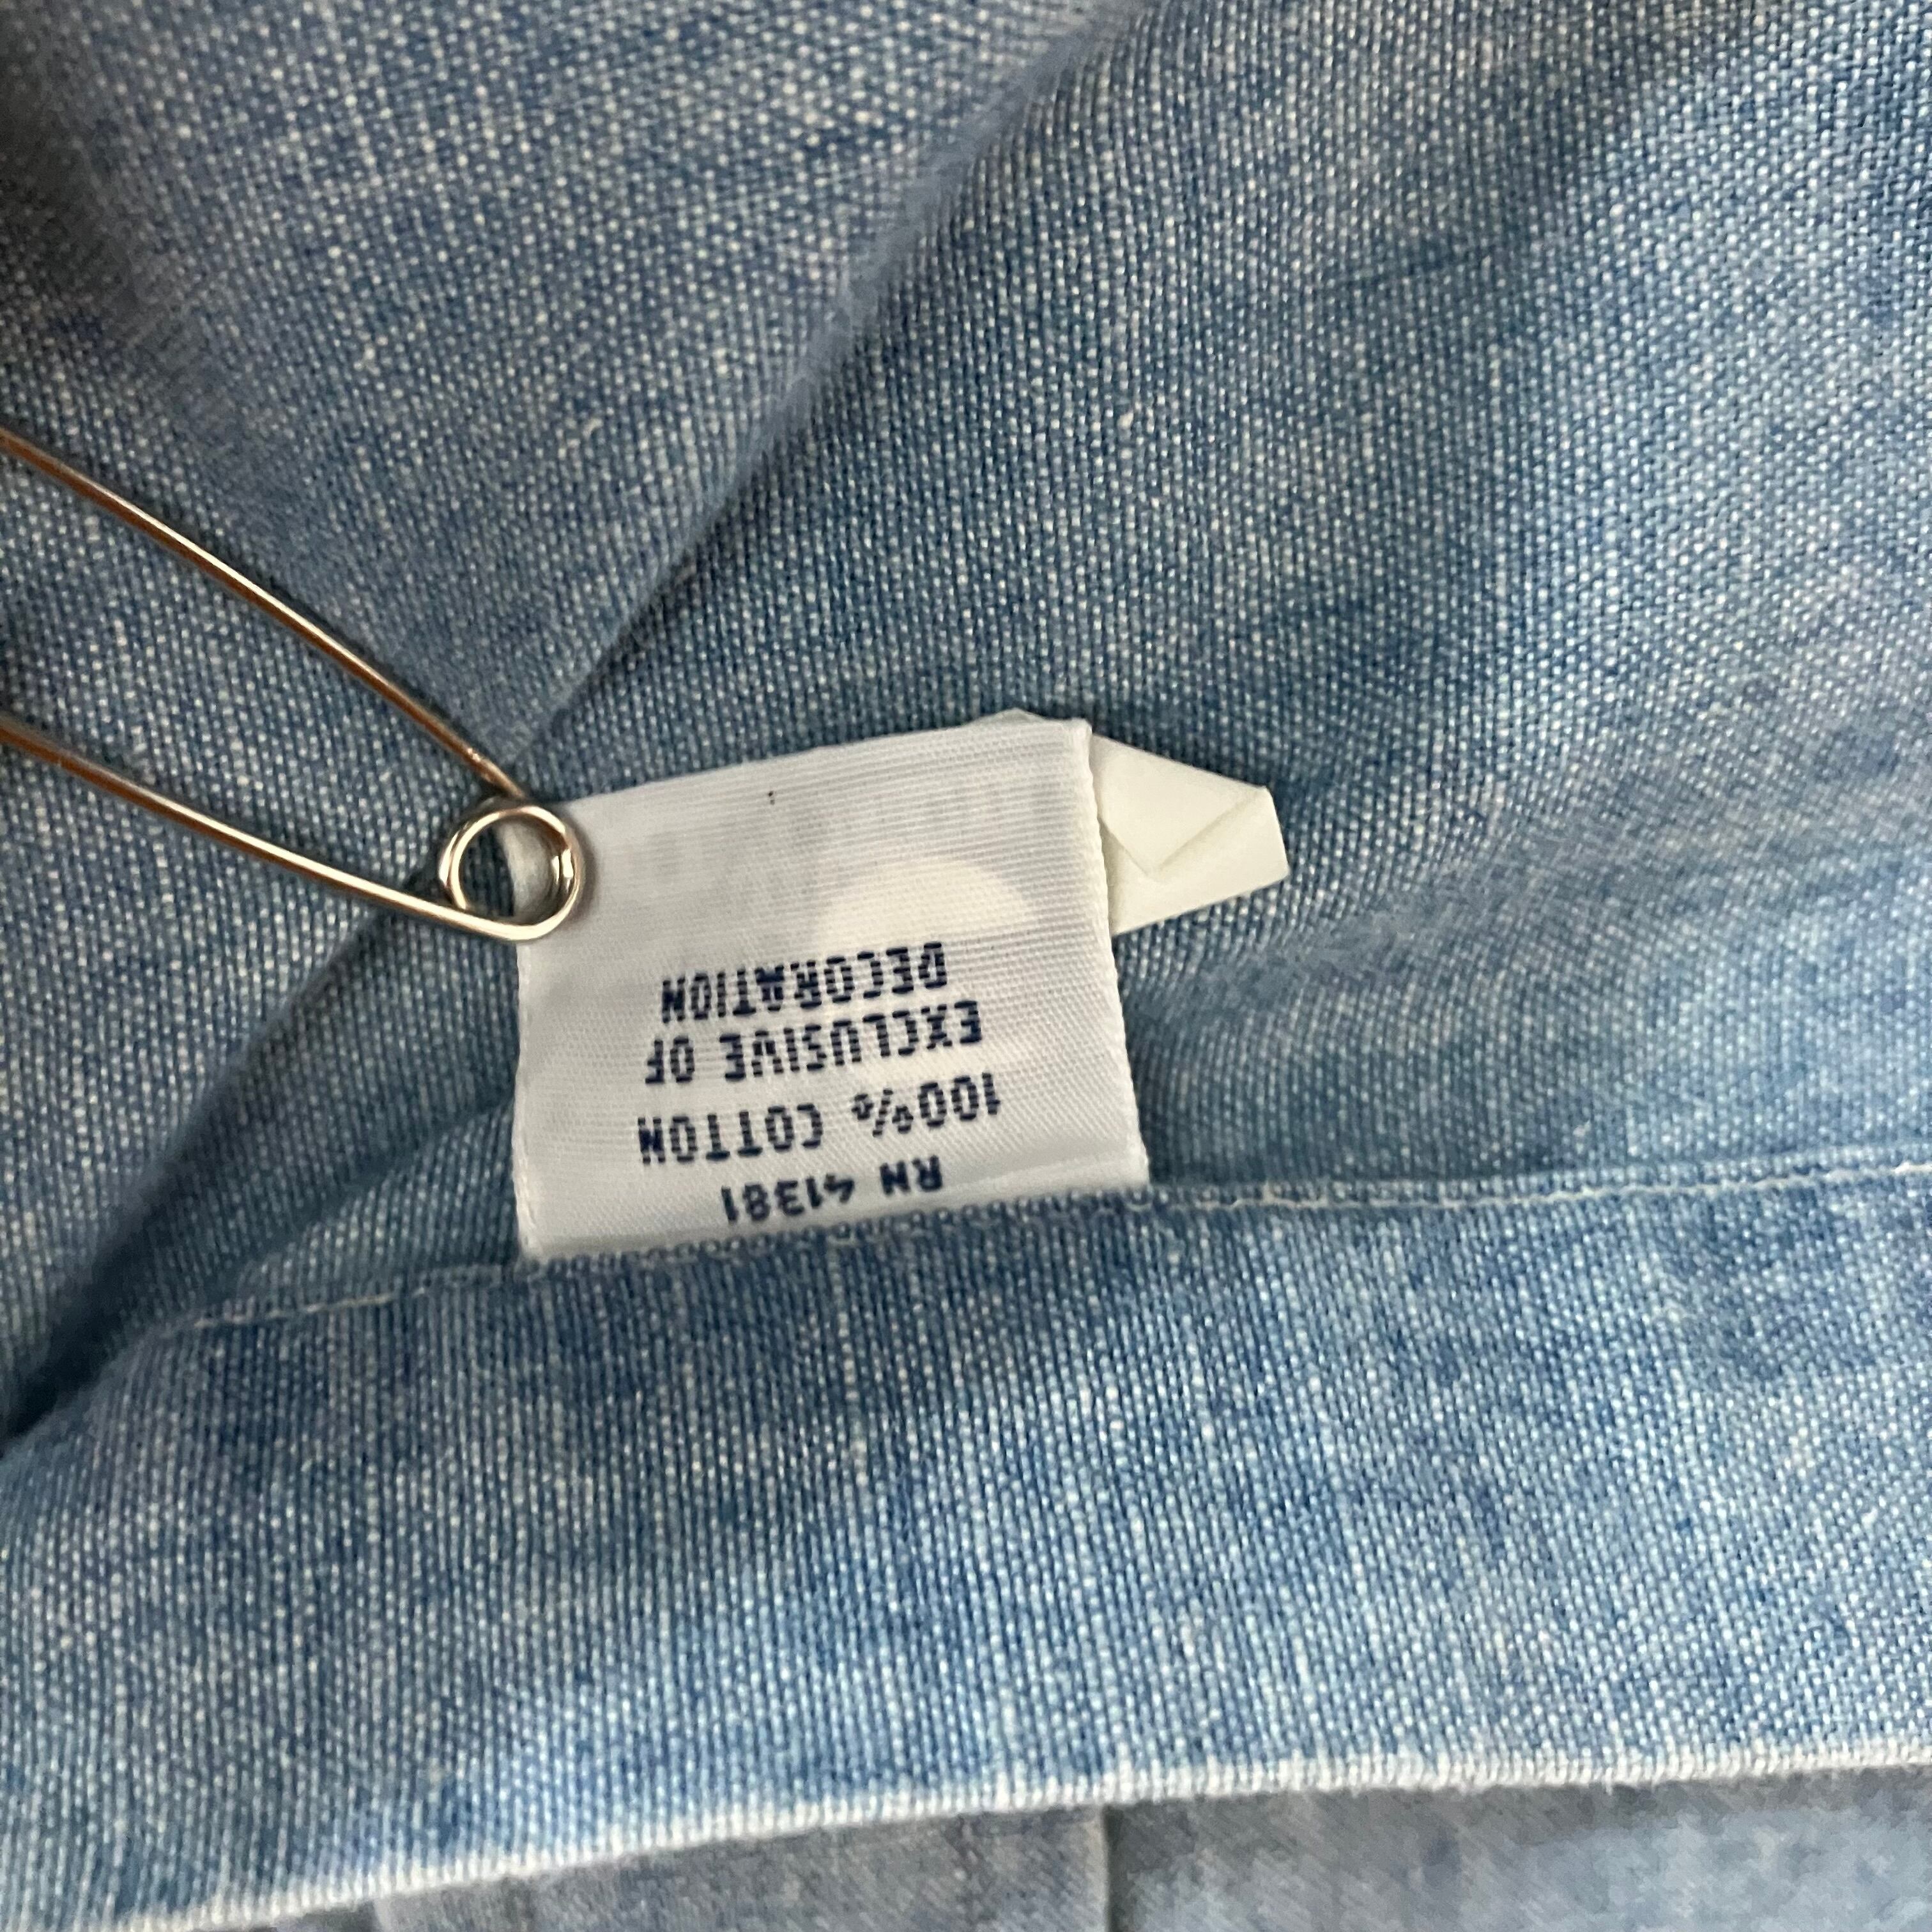 RN 41381
100% COTTON
EXCLUSIVE OF
DECORATION